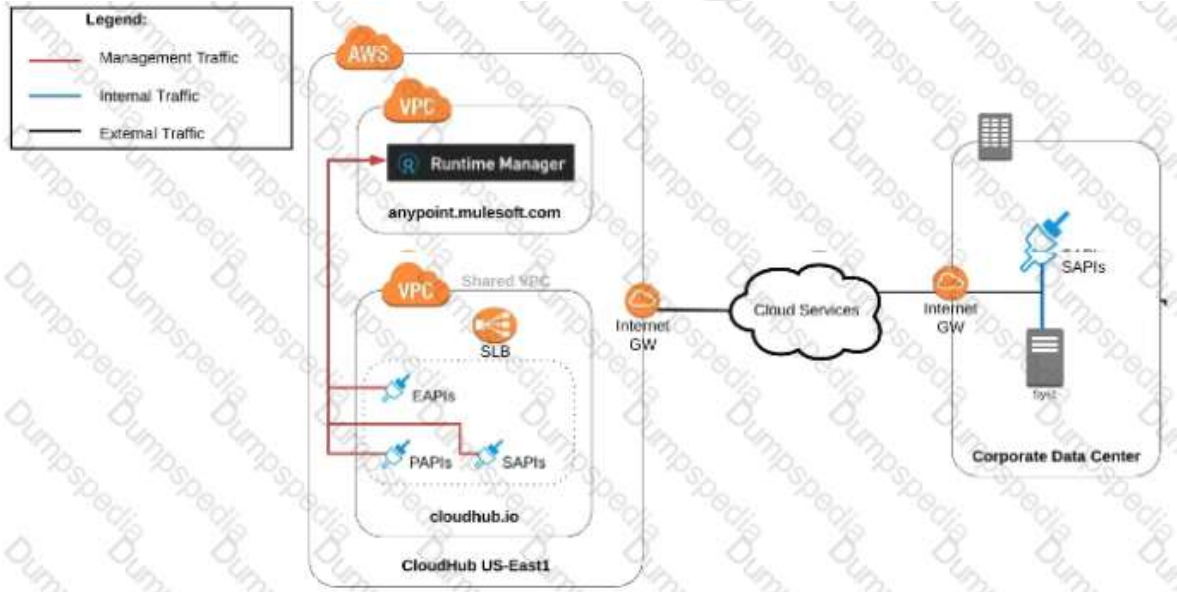 Legend:
Management Traffic
Internal Traffic
External Traffic
AWS
VPC
R Runtime Manager
anypoint.mulesoft.com
VPC
Shared VPC
SLB
EAPIs
PAPIs
SAPIs
cloudhub.io
CloudHub US-East1
Internet
GW
Cloud Services
Internet
GW
SAPIs
Corporate Data Center
Dumpspedia